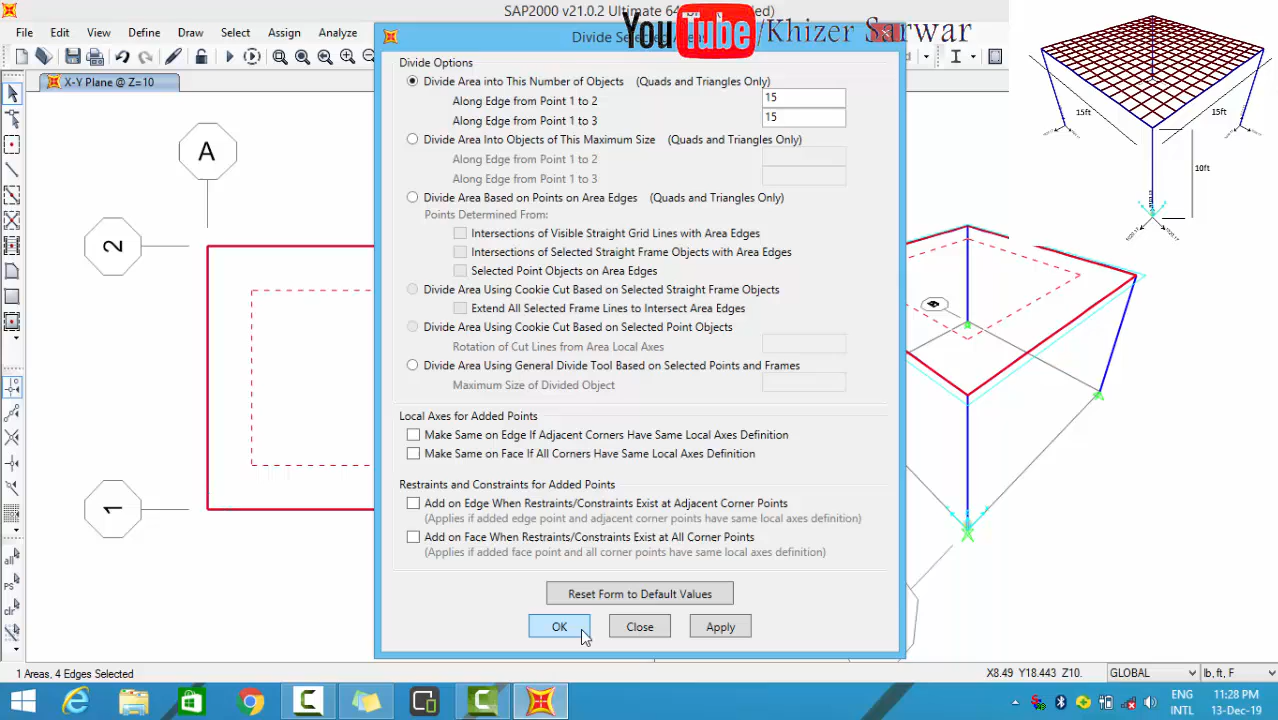 SAP2000 v21.0.2 Ultimate 64
YouTube/Khizer Sarwar
File Edit View Define Draw Select Assign Analyze
Divide Sele
X-Y Plane @ Z=10
Divide Options
Divide Area into This Number of Objects (Quads and Triangles Only)
Along Edge from Point 1 to 2 15
Along Edge from Point 1 to 3 15
Divide Area Into Objects of This Maximum Size (Quads and Triangles Only)
Along Edge from Point 1 to 2
Along Edge from Point 1 to 3
Divide Area Based on Points on Area Edges (Quads and Triangles Only)
Points Determined From:
Intersections of Visible Straight Grid Lines with Area Edges
Intersections of Selected Straight Frame Objects with Area Edges
Selected Point Objects on Area Edges
Divide Area Using Cookie Cut Based on Selected Straight Frame Objects
Extend All Selected Frame Lines to Intersect Area Edges
Divide Area Using Cookie Cut Based on Selected Point Objects
Rotation of Cut Lines from Area Local Axes
Divide Area Using General Divide Tool Based on Selected Points and Frames
Maximum Size of Divided Object
Local Axes for Added Points
Make Same on Edge If Adjacent Corners Have Same Local Axes Definition
Make Same on Face If All Corners Have Same Local Axes Definition
Restraints and Constraints for Added Points
Add on Edge When Restraints/Constraints Exist at Adjacent Corner Points
(Applies if added edge point and adjacent corner points have same local axes definition)
Add on Face When Restraints/Constraints Exist at All Corner Points
(Applies if added face point and all corner points have same local axes definition)
Reset Form to Default Values
OK Close Apply
A
2
1
B
15ft 15ft
10ft
all
PS
clr
1 Areas, 4 Edges Selected
X8.49 Y18.443 Z10.
GLOBAL
lb, ft, F
ENG
INTL
11:28 PM
13-Dec-19